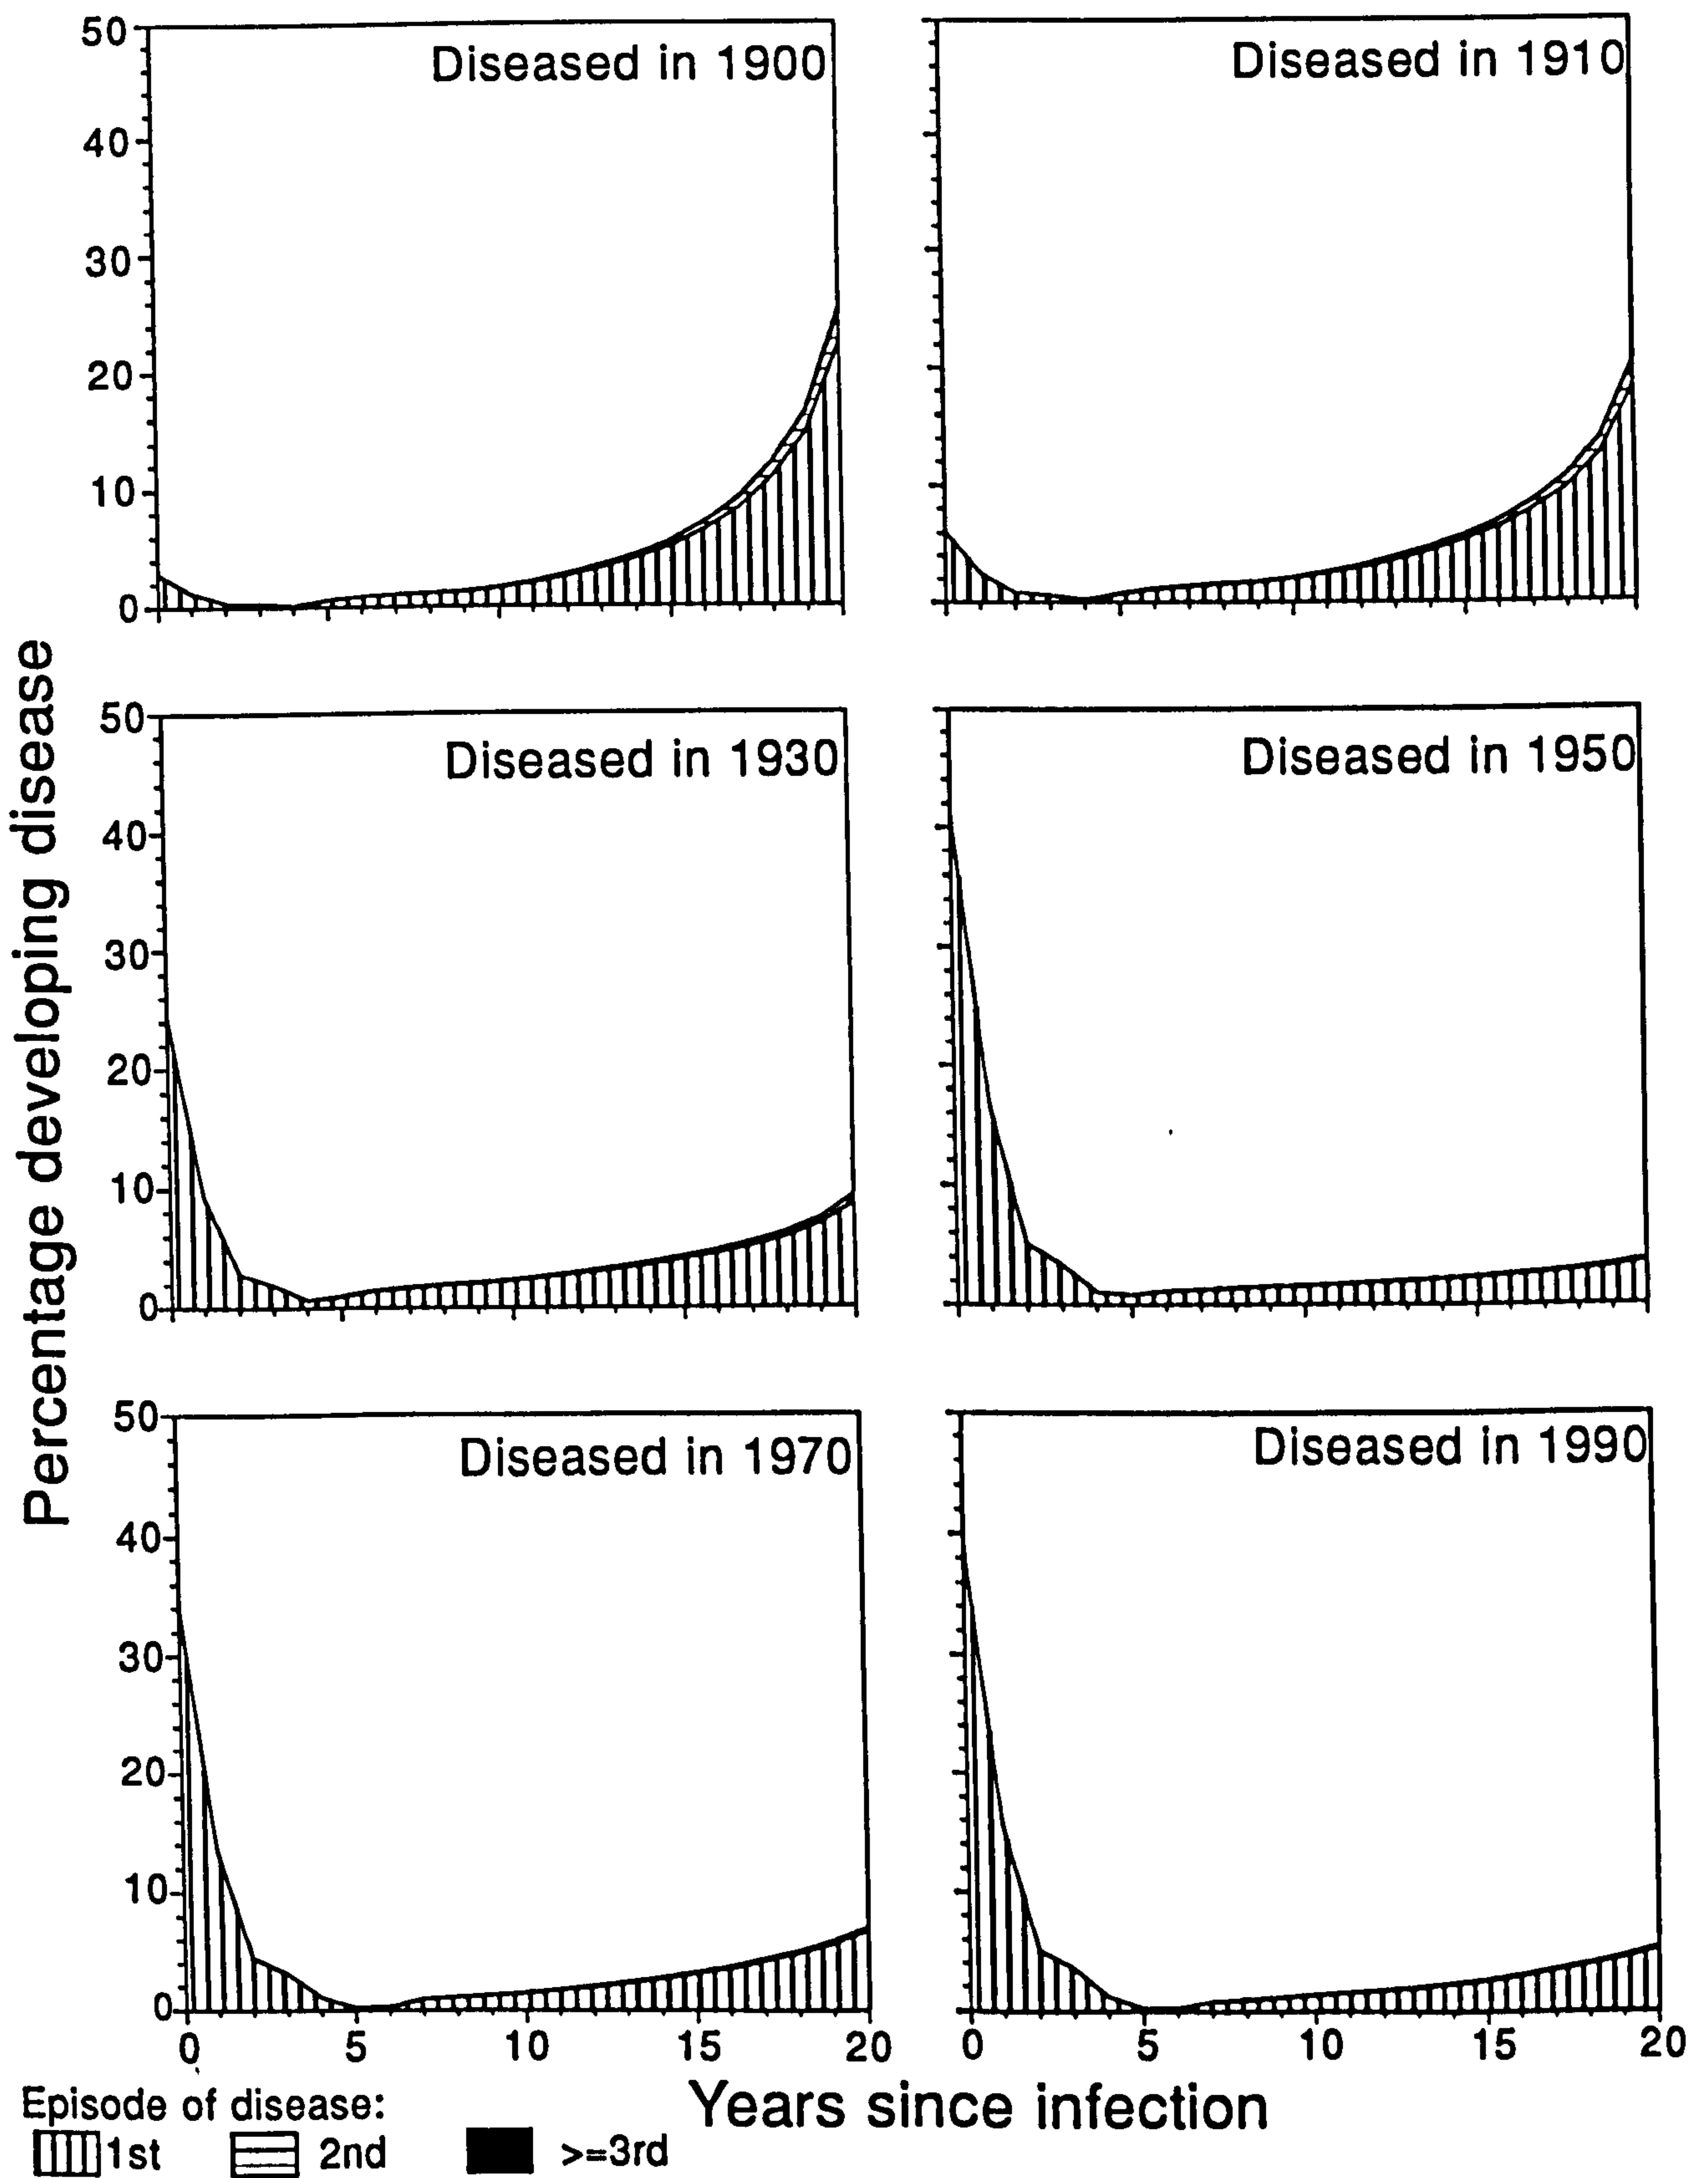 Percentage developing disease
Diseased in 1900
50
40
30
20
10
0
Diseased in 1910
Diseased in 1930
50
40
30
20
10
0
Diseased in 1950
Diseased in 1970
50
40
30
20
10
0
0 5 10 15 20
Diseased in 1990
0 5 10 15 20
Years since infection
Episode of disease:
1st 2nd >=3rd